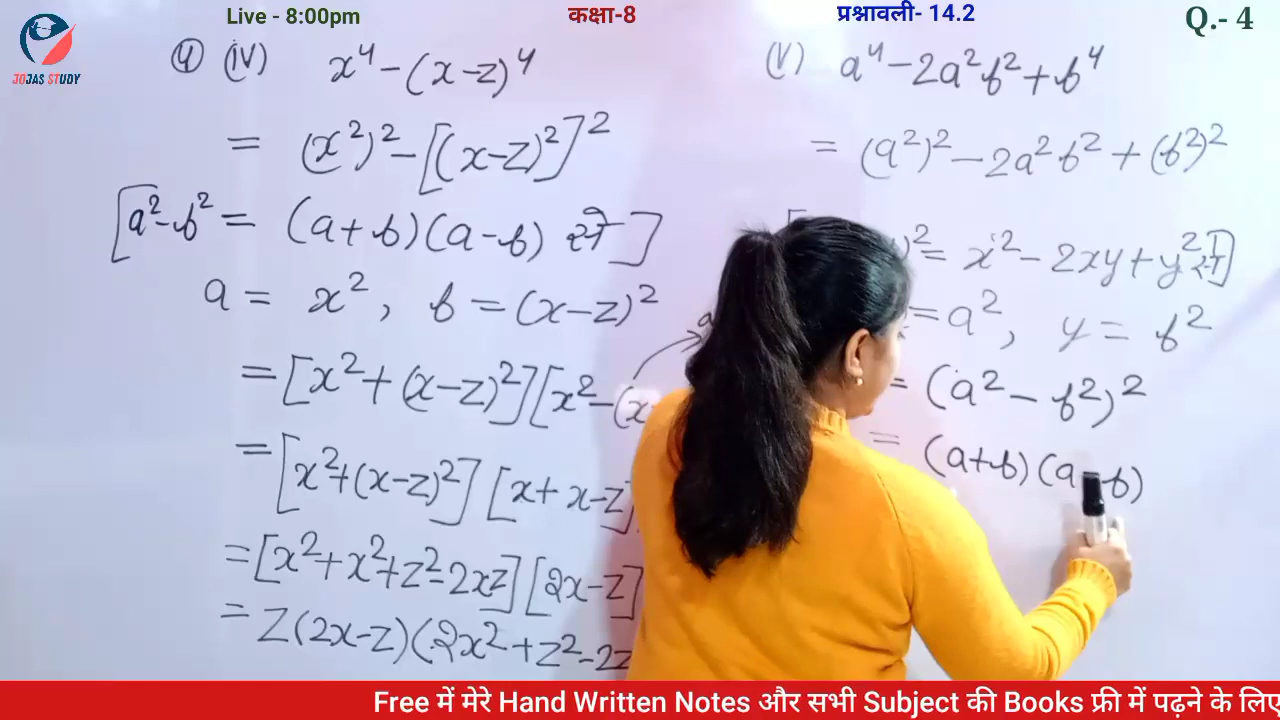 Live - 8:00pm
कक्षा-8
प्रश्नावली- 14.2
Q.- 4
JOJAS STUDY
④ (iv) x⁴-(x-z)⁴
= (x²)²-[(x-z)²]²
[a²-b² = (a+b)(a-b) से]
a = x², b = (x-z)²
=[x²+(x-z)²][x²-(x
=[x²+(x-z)²][x+x-z]
=[x²+x²+z²-2xz][2x-z]
= z(2x-z)(2x²+z²-2z
(v) a⁴-2a²b²+b⁴
= (a²)²-2a²b²+(b²)²
)²= x²-2xy+y² से]
=a², y = b²
= (a²-b²)²
= (a+b)(a-b)
Free में मेरे Hand Written Notes और सभी Subject की Books फ्री में पढ़ने के लिए